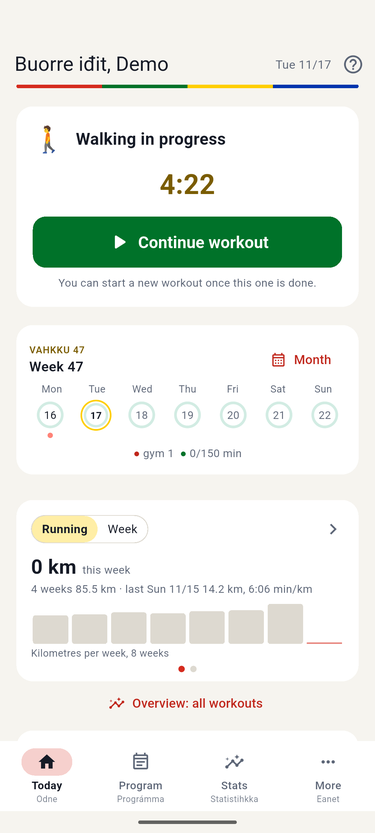 Buorre iđit, Demo
Tue 11/17
Walking in progress
4:22
Continue workout
You can start a new workout once this one is done.
VAHKKU 47
Week 47
Month
Mon Tue Wed Thu Fri Sat Sun
16 17 18 19 20 21 22
gym 1 0/150 min
Running Week
0 km this week
4 weeks 85.5 km · last Sun 11/15 14.2 km, 6:06 min/km
Kilometres per week, 8 weeks
Overview: all workouts
Today Program Stats More
Odne Prográmma Statistihkka Eanet